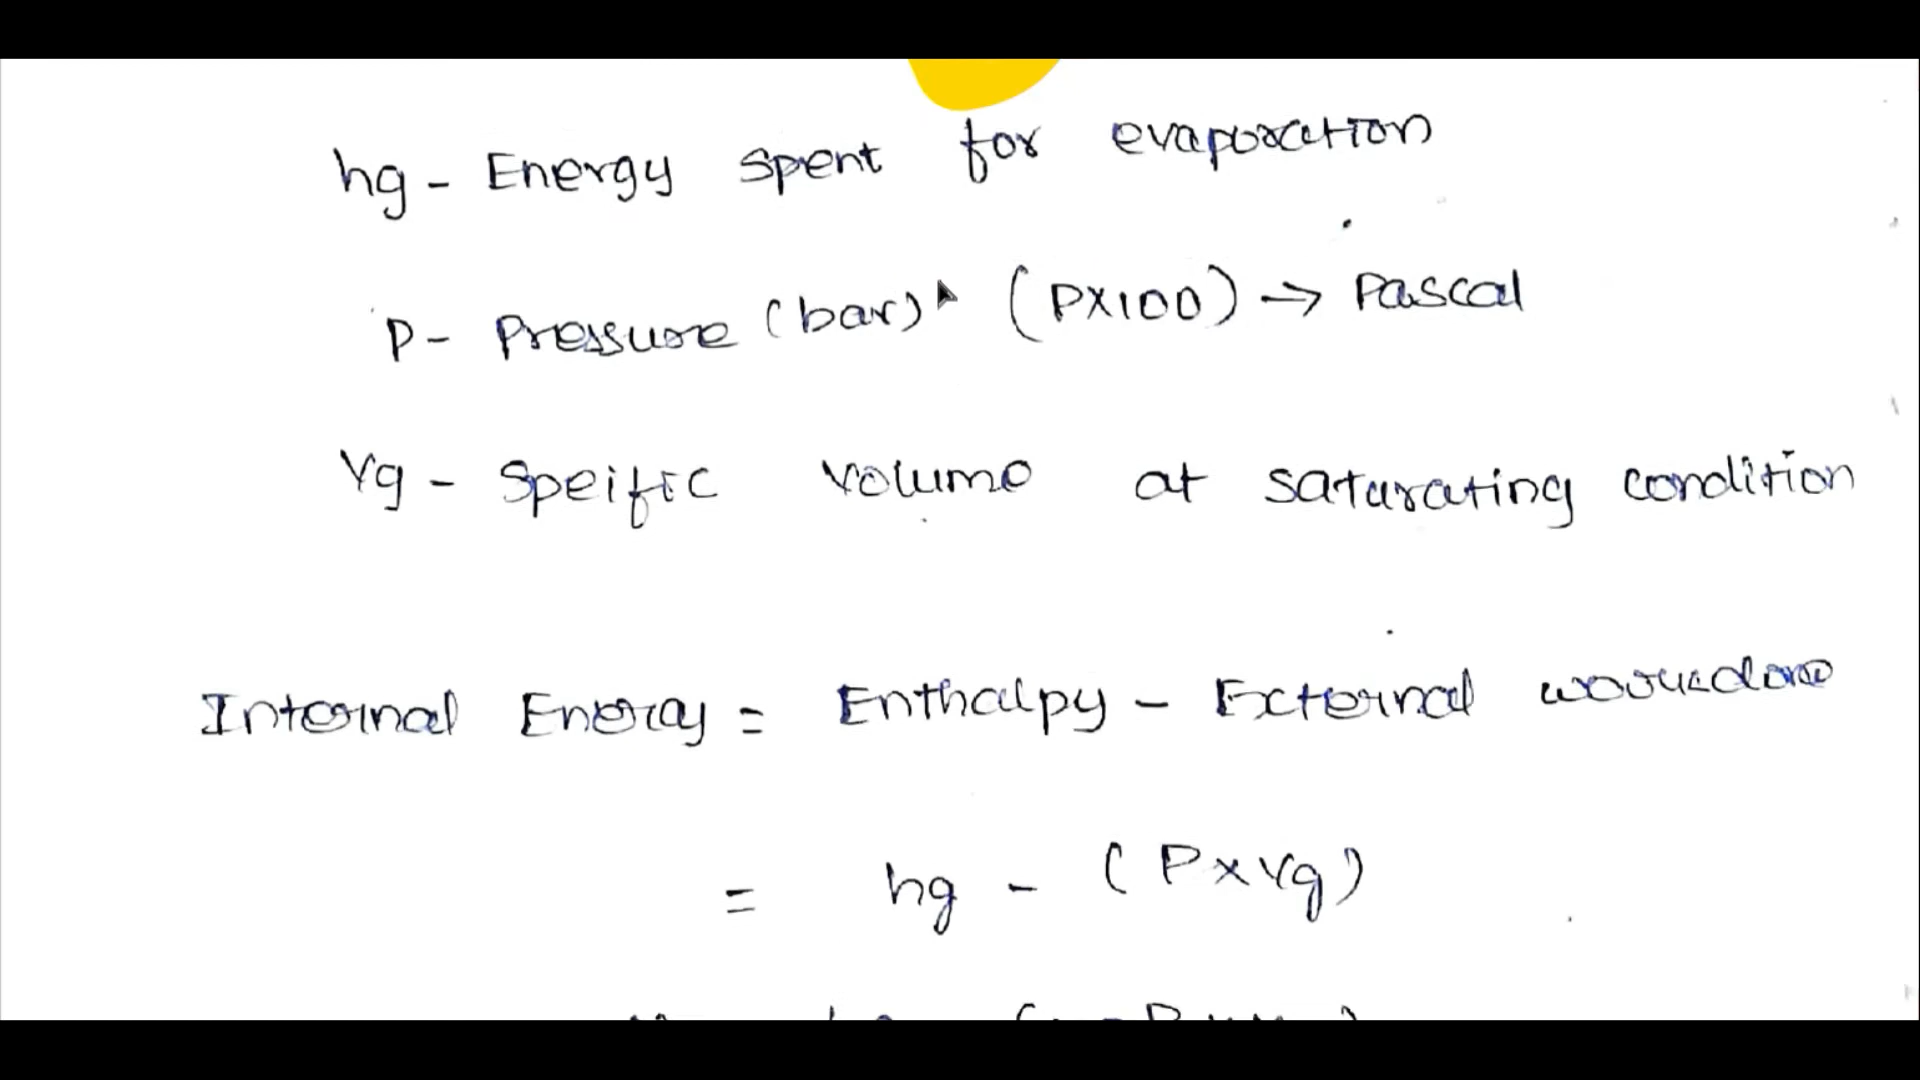 hg - Energy spent for evaporation
P - Pressure (bar) (PX100) → Pascal
Vg - Speific volume at saturating condition
Internal Energy = Enthalpy - External workdone
= hg - (P x Vg)